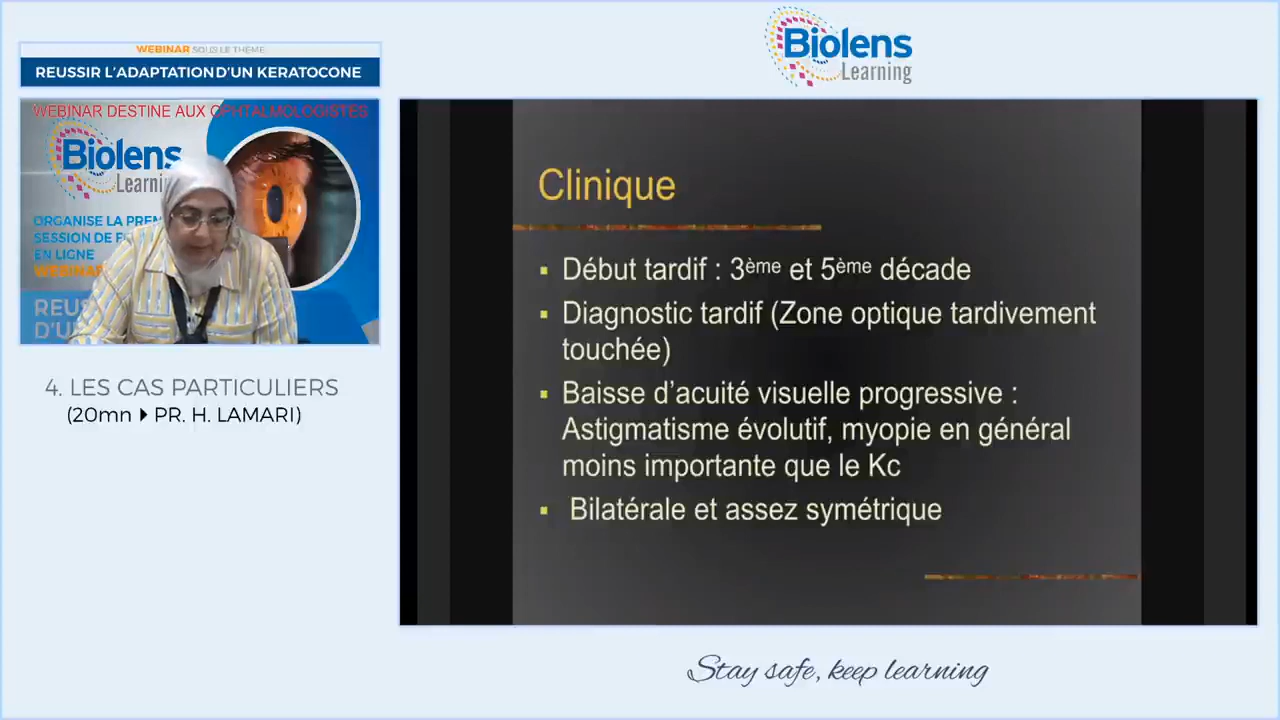 Biolens
Learning
WEBINAR SOUS LE THÈME
REUSSIR L'ADAPTATION D'UN KERATOCONE
WEBINAR DESTINE AUX OPHTALMOLOGISTES
Biolens
Learning
ORGANISE LA PREM
SESSION DE FO
EN LIGNE
WEBINAR
REUS
D'U
4. LES CAS PARTICULIERS
(20mn PR. H. LAMARI)
Clinique
▪ Début tardif : 3ème et 5ème décade
▪ Diagnostic tardif (Zone optique tardivement
touchée)
▪ Baisse d'acuité visuelle progressive :
Astigmatisme évolutif, myopie en général
moins importante que le Kc
▪ Bilatérale et assez symétrique
Stay safe, keep learning